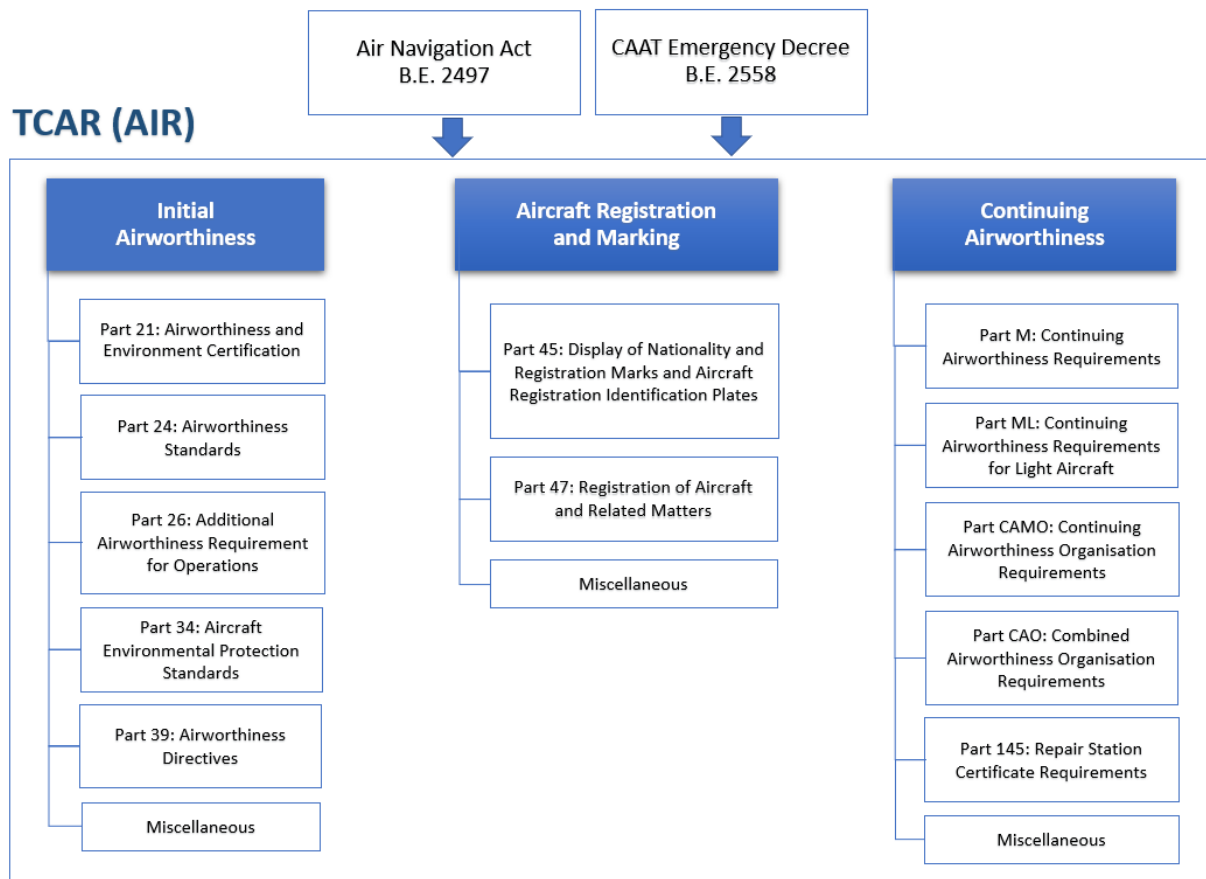 Air Navigation Act
B.E. 2497
CAAT Emergency Decree
B.E. 2558
TCAR (AIR)
Initial
Airworthiness
Part 21: Airworthiness and
Environment Certification
Part 24: Airworthiness
Standards
Part 26: Additional
Airworthiness Requirement
for Operations
Part 34: Aircraft
Environmental Protection
Standards
Part 39: Airworthiness
Directives
Miscellaneous
Aircraft Registration
and Marking
Part 45: Display of Nationality and
Registration Marks and Aircraft
Registration Identification Plates
Part 47: Registration of Aircraft
and Related Matters
Miscellaneous
Continuing
Airworthiness
Part M: Continuing
Airworthiness Requirements
Part ML: Continuing
Airworthiness Requirements
for Light Aircraft
Part CAMO: Continuing
Airworthiness Organisation
Requirements
Part CAO: Combined
Airworthiness Organisation
Requirements
Part 145: Repair Station
Certificate Requirements
Miscellaneous